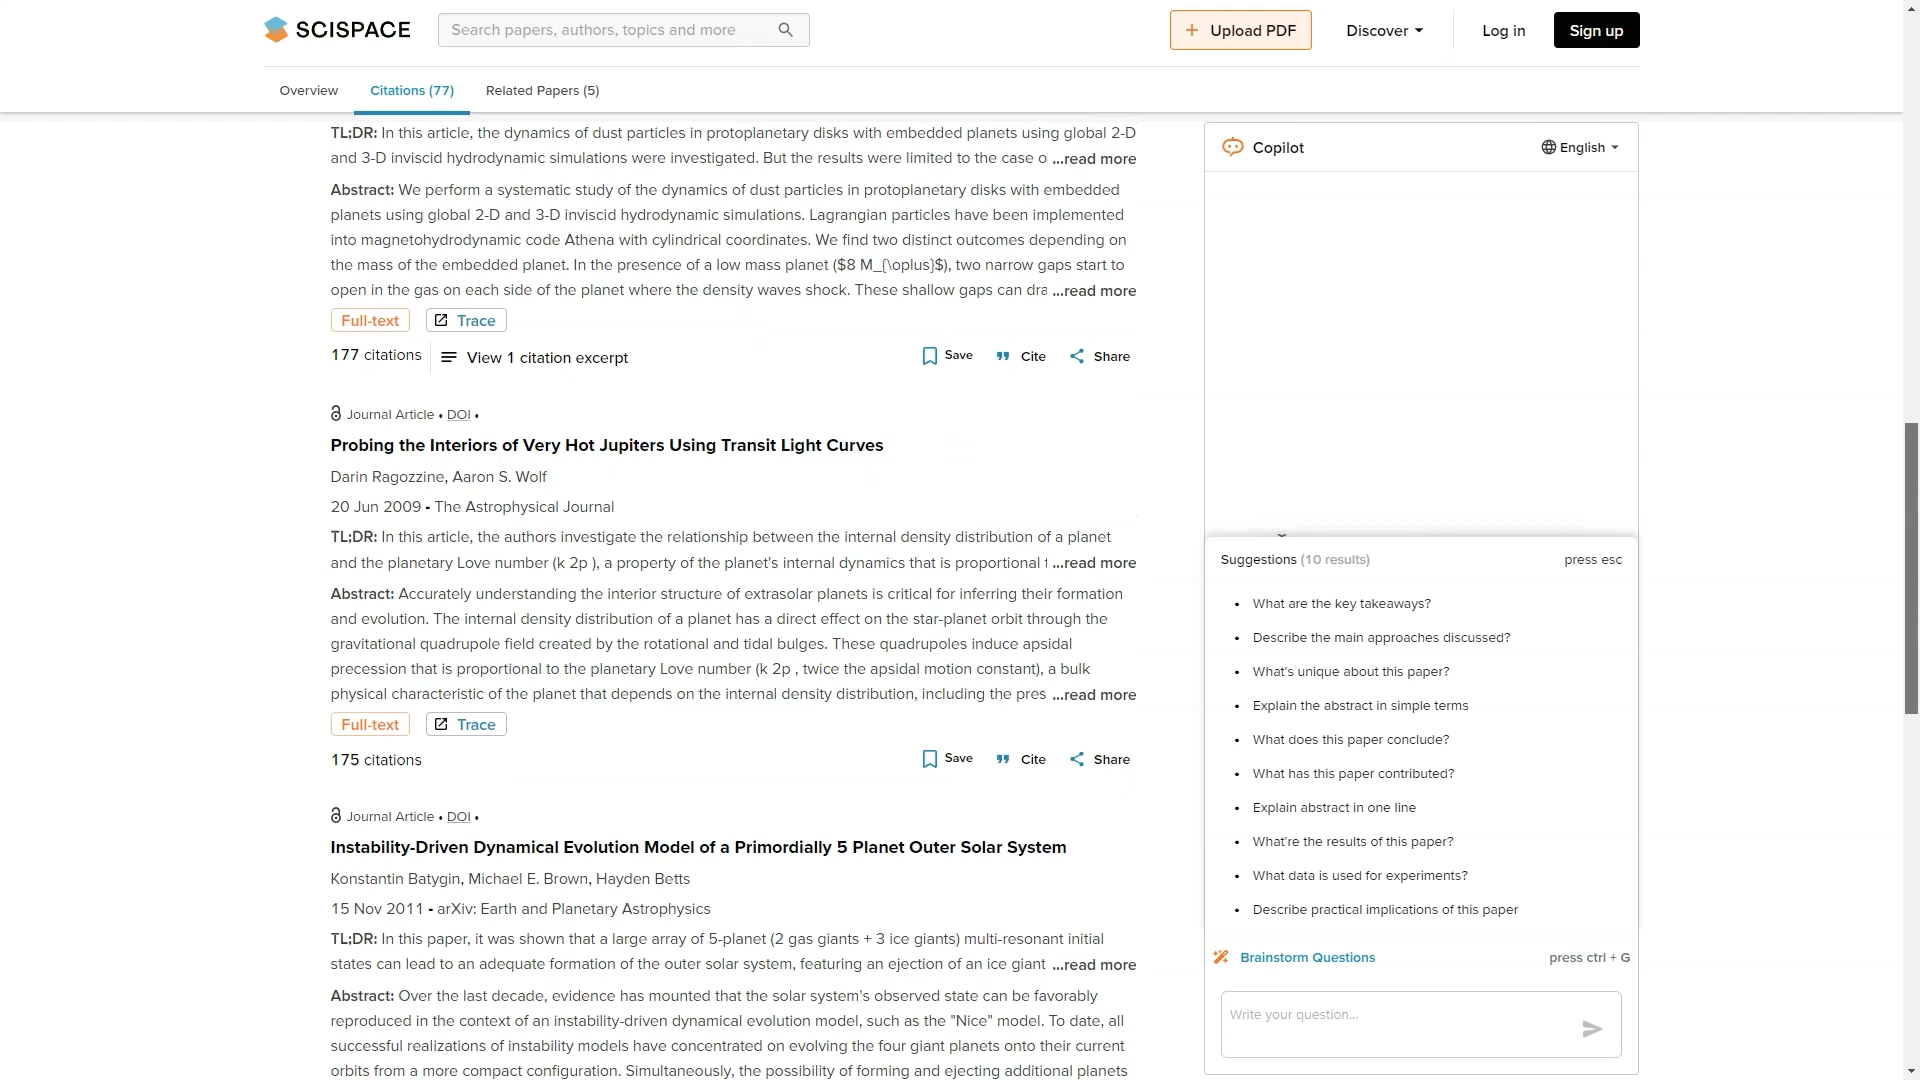 SCISPACE
Search papers, authors, topics and more
Upload PDF
Discover
Log in
Sign up
Overview
Citations (77)
Related Papers (5)
TL;DR: In this article, the dynamics of dust particles in protoplanetary disks with embedded planets using global 2-D
and 3-D inviscid hydrodynamic simulations were investigated. But the results were limited to the case o ...read more
Abstract: We perform a systematic study of the dynamics of dust particles in protoplanetary disks with embedded
planets using global 2-D and 3-D inviscid hydrodynamic simulations. Lagrangian particles have been implemented
into magnetohydrodynamic code Athena with cylindrical coordinates. We find two distinct outcomes depending on
the mass of the embedded planet. In the presence of a low mass planet ($8 M_{\oplus}$), two narrow gaps start to
open in the gas on each side of the planet where the density waves shock. These shallow gaps can dra ...read more
Full-text
Trace
177 citations
View 1 citation excerpt
Save
Cite
Share
Journal Article • DOI •
Probing the Interiors of Very Hot Jupiters Using Transit Light Curves
Darin Ragozzine, Aaron S. Wolf
20 Jun 2009 - The Astrophysical Journal
TL;DR: In this article, the authors investigate the relationship between the internal density distribution of a planet
and the planetary Love number (k 2p ), a property of the planet's internal dynamics that is proportional t ...read more
Abstract: Accurately understanding the interior structure of extrasolar planets is critical for inferring their formation
and evolution. The internal density distribution of a planet has a direct effect on the star-planet orbit through the
gravitational quadrupole field created by the rotational and tidal bulges. These quadrupoles induce apsidal
precession that is proportional to the planetary Love number (k 2p , twice the apsidal motion constant), a bulk
physical characteristic of the planet that depends on the internal density distribution, including the pres ...read more
Full-text
Trace
175 citations
Save
Cite
Share
Journal Article • DOI •
Instability-Driven Dynamical Evolution Model of a Primordially 5 Planet Outer Solar System
Konstantin Batygin, Michael E. Brown, Hayden Betts
15 Nov 2011 - arXiv: Earth and Planetary Astrophysics
TL;DR: In this paper, it was shown that a large array of 5-planet (2 gas giants + 3 ice giants) multi-resonant initial
states can lead to an adequate formation of the outer solar system, featuring an ejection of an ice giant ...read more
Abstract: Over the last decade, evidence has mounted that the solar system's observed state can be favorably
reproduced in the context of an instability-driven dynamical evolution model, such as the "Nice" model. To date, all
successful realizations of instability models have concentrated on evolving the four giant planets onto their current
orbits from a more compact configuration. Simultaneously, the possibility of forming and ejecting additional planets
Copilot
English
Suggestions (10 results)
press esc
• What are the key takeaways?
• Describe the main approaches discussed?
• What's unique about this paper?
• Explain the abstract in simple terms
• What does this paper conclude?
• What has this paper contributed?
• Explain abstract in one line
• What're the results of this paper?
• What data is used for experiments?
• Describe practical implications of this paper
Brainstorm Questions
press ctrl + G
Write your question...